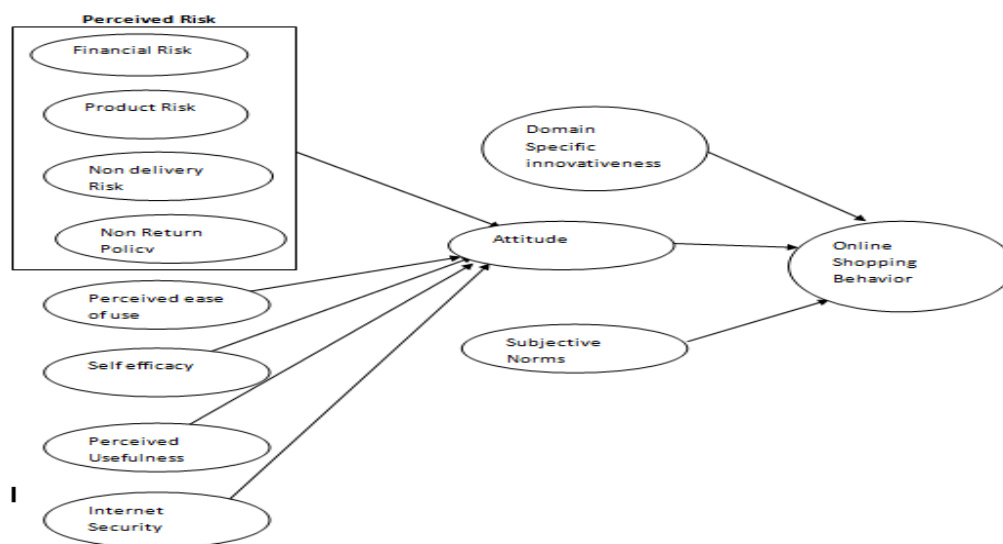 Perceived Risk
Financial Risk
Product Risk
Non delivery
Risk
Non Return
Policy
Perceived ease
of use
Self efficacy
Perceived
Usefulness
Internet
Security
Domain
Specific
innovativeness
Attitude
Subjective
Norms
Online
Shopping
Behavior
I